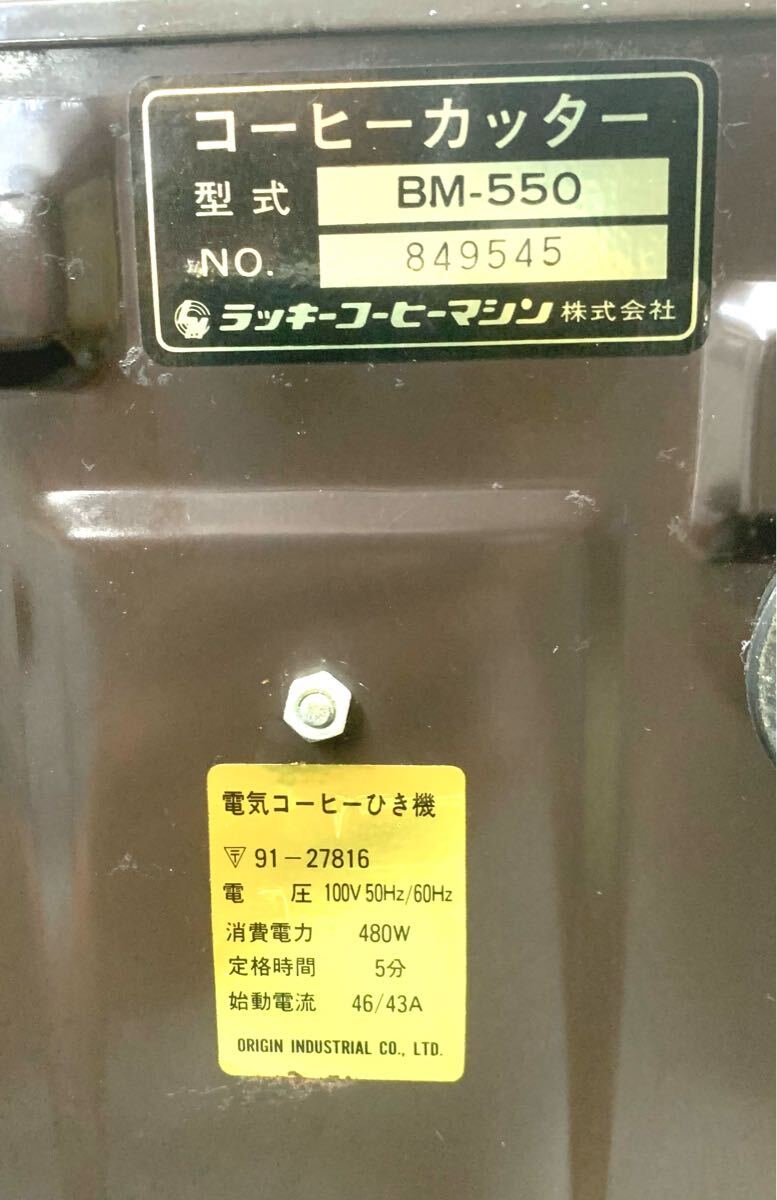 コーヒーカッター
型式 BM-550
NO. 849545
ラッキーコーヒーマシン株式会社
電気コーヒーひき機
〒 91-27816
電圧 100V 50Hz/60Hz
消費電力 480W
定格時間 5分
始動電流 46/43A
ORIGIN INDUSTRIAL CO., LTD.